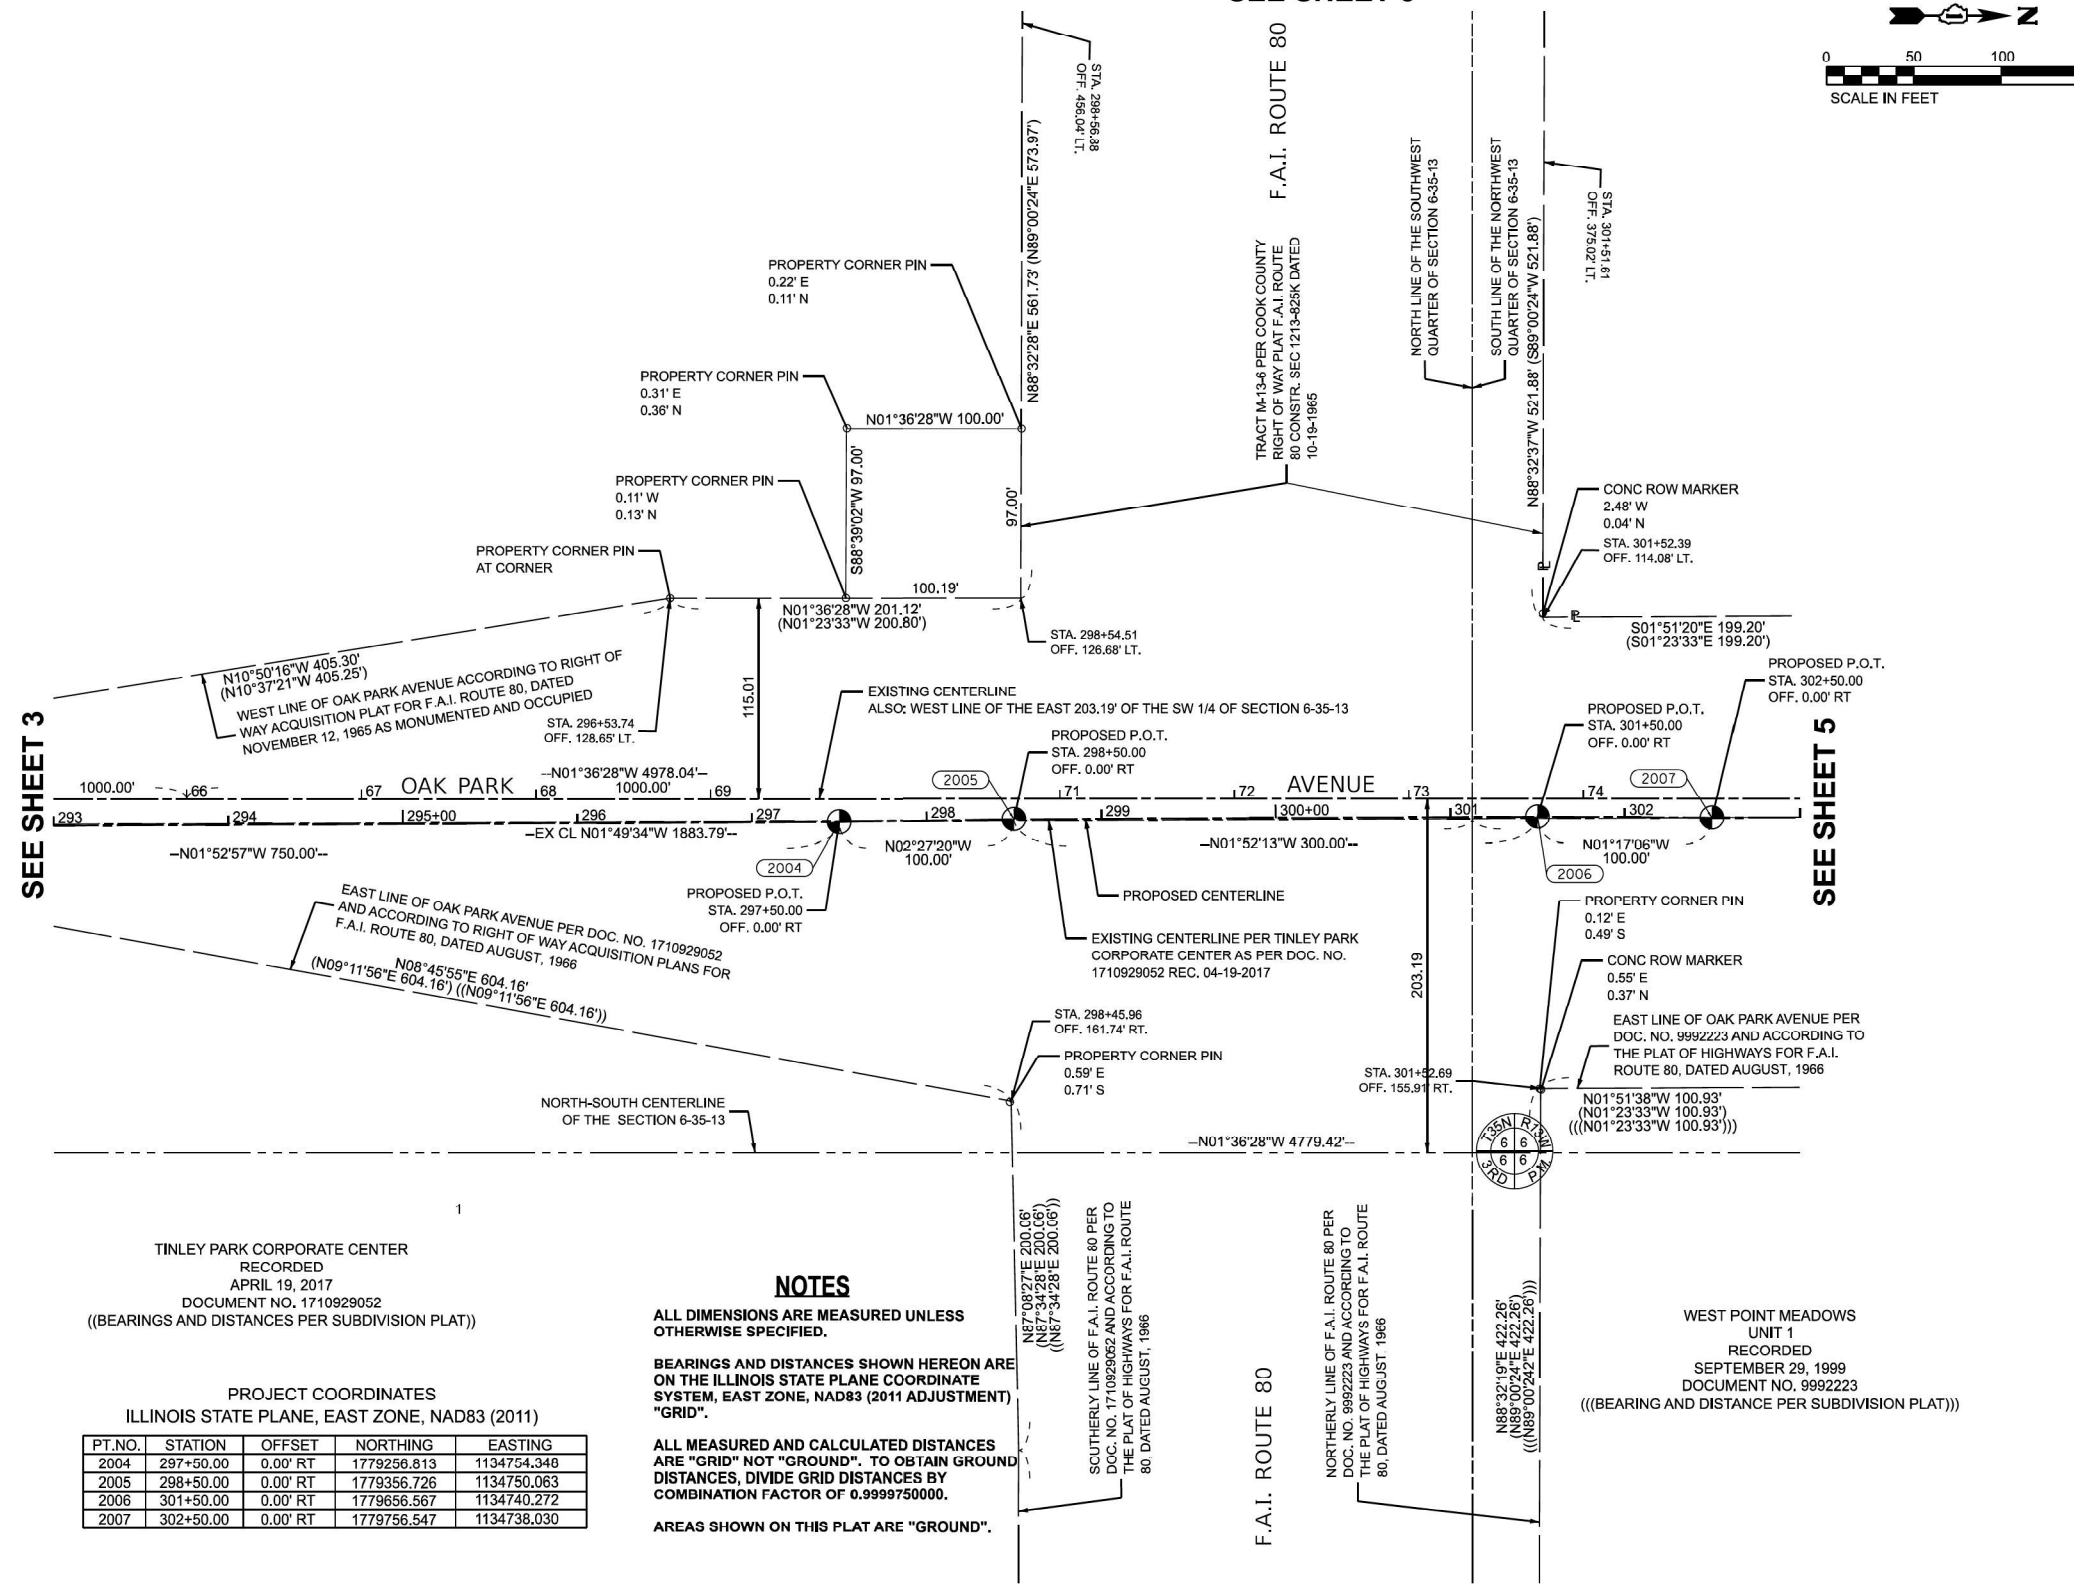 N
0 50 100
SCALE IN FEET
F.A.I. ROUTE 80
STA. 298+56.88
OFF. 456.04' LT.
N88°32'28"E 561.73' (N89°00'24"E 573.97')
NORTH LINE OF THE SOUTHWEST
QUARTER OF SECTION 6-35-13
SOUTH LINE OF THE NORTHWEST
QUARTER OF SECTION 6-35-13
STA. 301+51.61
OFF. 375.02' LT.
N88°32'37"W 521.88' (S89°00'24"W 521.88')
TRACT M-13-6 PER COOK COUNTY
RIGHT OF WAY PLAT F.A.I. ROUTE
80 CONSTR. SEC 1213-825K DATED
10-19-1965
PROPERTY CORNER PIN
0.22' E
0.11' N
PROPERTY CORNER PIN
0.31' E
0.36' N
N01°36'28"W 100.00'
PROPERTY CORNER PIN
0.11' W
0.13' N
S88°39'02"W 97.00'
97.00'
PROPERTY CORNER PIN
AT CORNER
100.19'
N01°36'28"W 201.12'
(N01°23'33"W 200.80')
STA. 298+54.51
OFF. 126.68' LT.
CONC ROW MARKER
2.48' W
0.04' N
STA. 301+52.39
OFF. 114.08' LT.
S01°51'20"E 199.20'
(S01°23'33"E 199.20')
N10°50'16"W 405.30'
(N10°37'21"W 405.25')
WEST LINE OF OAK PARK AVENUE ACCORDING TO RIGHT OF
WAY ACQUISITION PLAT FOR F.A.I. ROUTE 80, DATED
NOVEMBER 12, 1965 AS MONUMENTED AND OCCUPIED
STA. 296+53.74
OFF. 128.65' LT.
115.01
EXISTING CENTERLINE
ALSO: WEST LINE OF THE EAST 203.19' OF THE SW 1/4 OF SECTION 6-35-13
PROPOSED P.O.T.
STA. 298+50.00
OFF. 0.00' RT
PROPOSED P.O.T.
STA. 301+50.00
OFF. 0.00' RT
PROPOSED P.O.T.
STA. 302+50.00
OFF. 0.00' RT
SEE SHEET 3
SEE SHEET 5
--N01°36'28"W 4978.04'--
1000.00' 66 67 OAK PARK 68 1000.00' 69 2005 71 72 AVENUE 73 74 2007
293 294 295+00 296 297 298 299 300+00 301 302
--EX CL N01°49'34"W 1883.79'--
--N01°52'57"W 750.00'--
N02°27'20"W
100.00'
--N01°52'13"W 300.00'--
N01°17'06"W
100.00'
2004
2006
PROPOSED P.O.T.
STA. 297+50.00
OFF. 0.00' RT
PROPOSED CENTERLINE
EXISTING CENTERLINE PER TINLEY PARK
CORPORATE CENTER AS PER DOC. NO.
1710929052 REC. 04-19-2017
203.19
PROPERTY CORNER PIN
0.12' E
0.49' S
CONC ROW MARKER
0.55' E
0.37' N
EAST LINE OF OAK PARK AVENUE PER
DOC. NO. 9992223 AND ACCORDING TO
THE PLAT OF HIGHWAYS FOR F.A.I.
ROUTE 80, DATED AUGUST, 1966
EAST LINE OF OAK PARK AVENUE PER DOC. NO. 1710929052
AND ACCORDING TO RIGHT OF WAY ACQUISITION PLANS FOR
F.A.I. ROUTE 80, DATED AUGUST, 1966
N08°45'55"E 604.16'
(N09°11'56"E 604.16') ((N09°11'56"E 604.16'))
STA. 298+45.96
OFF. 161.74' RT.
PROPERTY CORNER PIN
0.59' E
0.71' S
STA. 301+52.69
OFF. 155.91' RT.
N01°51'38"W 100.93'
(N01°23'33"W 100.93')
(((N01°23'33"W 100.93')))
NORTH-SOUTH CENTERLINE
OF THE SECTION 6-35-13
--N01°36'28"W 4779.42'--
T35N R13W
6 6
6 6
3RD P.M.
1
TINLEY PARK CORPORATE CENTER
RECORDED
APRIL 19, 2017
DOCUMENT NO. 1710929052
((BEARINGS AND DISTANCES PER SUBDIVISION PLAT))
PROJECT COORDINATES
ILLINOIS STATE PLANE, EAST ZONE, NAD83 (2011)
PT.NO. STATION OFFSET NORTHING EASTING
2004 297+50.00 0.00' RT 1779256.813 1134754.348
2005 298+50.00 0.00' RT 1779356.726 1134750.063
2006 301+50.00 0.00' RT 1779656.567 1134740.272
2007 302+50.00 0.00' RT 1779756.547 1134738.030
NOTES
ALL DIMENSIONS ARE MEASURED UNLESS
OTHERWISE SPECIFIED.
BEARINGS AND DISTANCES SHOWN HEREON ARE
ON THE ILLINOIS STATE PLANE COORDINATE
SYSTEM, EAST ZONE, NAD83 (2011 ADJUSTMENT)
"GRID".
ALL MEASURED AND CALCULATED DISTANCES
ARE "GRID" NOT "GROUND". TO OBTAIN GROUND
DISTANCES, DIVIDE GRID DISTANCES BY
COMBINATION FACTOR OF 0.9999750000.
AREAS SHOWN ON THIS PLAT ARE "GROUND".
N87°08'27"E 200.06'
(N87°34'28"E 200.06')
((N87°34'28"E 200.06'))
SOUTHERLY LINE OF F.A.I. ROUTE 80 PER
DOC. NO. 1710929052 AND ACCORDING TO
THE PLAT OF HIGHWAYS FOR F.A.I. ROUTE
80. DATED AUGUST, 1966
F.A.I. ROUTE 80
NORTHERLY LINE OF F.A.I. ROUTE 80 PER
DOC. NO. 9992223 AND ACCORDING TO
THE PLAT OF HIGHWAYS FOR F.A.I. ROUTE
80, DATED AUGUST. 1966
N88°32'19"E 422.26'
(N89°00'24"E 422.26')
(((N89°00'242"E 422.26')))
WEST POINT MEADOWS
UNIT 1
RECORDED
SEPTEMBER 29, 1999
DOCUMENT NO. 9992223
(((BEARING AND DISTANCE PER SUBDIVISION PLAT)))